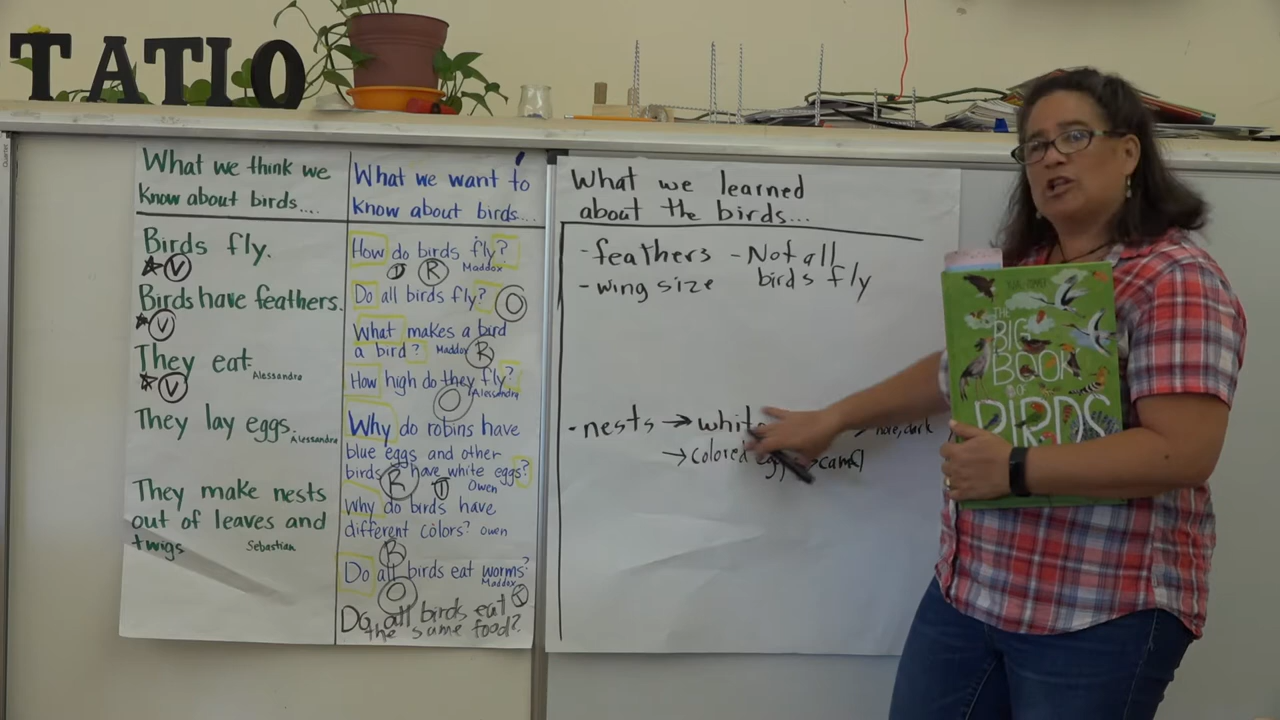 TATIO
What we think we
Know about birds....
Birds fly.
V
Birds have feathers.
V
They eat
Alessandra
V
They lay eggs.
Alessandra
They make nests
out of leaves and
twigs
Sebastian
What we want to
know about birds....
How do birds fly?
T R Maddox
Do all birds fly?
O
What makes a bird
a bird? Maddox R
How high do they fly?
Alessandra
O
Why do robins have
blue eggs and other
birds have white eggs?
R T Owen
Why do birds have
different colors? Owen
R
Do all birds eat worms?
Maddox
O R
Do all birds eat
the same food?
What we learned
about the birds...
- feathers - Not all
- wing size birds fly
- nests → whit
→ colored
THE
BIG
BOOK
OF
BIRDS